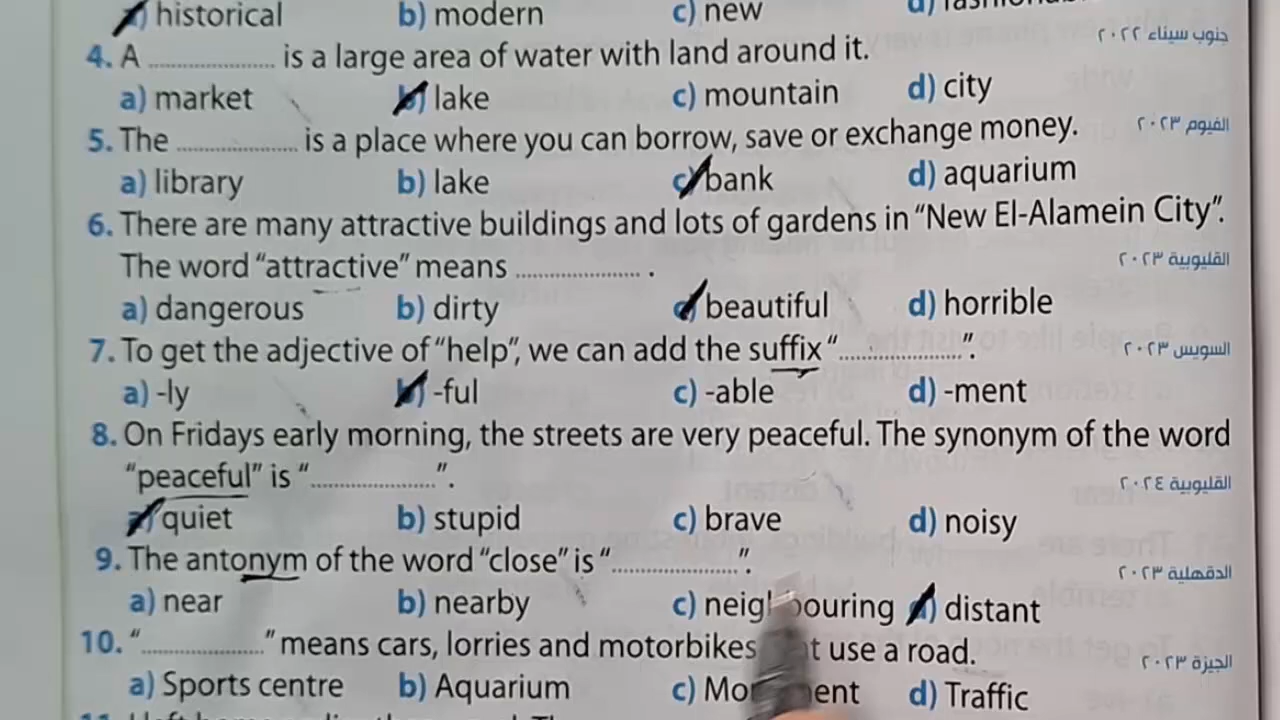 a) historical b) modern c) new
4. A .................... is a large area of water with land around it. جنوب سيناء ٢٠٢٢
a) market b) lake c) mountain d) city
5. The .................... is a place where you can borrow, save or exchange money. الفيوم ٢٠٢٣
a) library b) lake c) bank d) aquarium
6. There are many attractive buildings and lots of gardens in “New El-Alamein City”.
The word “attractive” means .................... . القليوبية ٢٠٢٣
a) dangerous b) dirty c) beautiful d) horrible
7. To get the adjective of “help”, we can add the suffix “....................”. السويس ٢٠٢٣
a) -ly b) -ful c) -able d) -ment
8. On Fridays early morning, the streets are very peaceful. The synonym of the word
“peaceful” is “....................”. القليوبية ٢٠٢٤
a) quiet b) stupid c) brave d) noisy
9. The antonym of the word “close” is “....................”. الدقهلية ٢٠٢٣
a) near b) nearby c) neighbouring d) distant
10. “....................” means cars, lorries and motorbikes that use a road. الجيزة ٢٠٢٣
a) Sports centre b) Aquarium c) d) Traffic